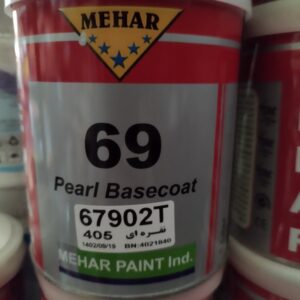 MEHAR
69
Pearl Basecoat
67902T
405 نقره ای
1402/09/15 BN:4021840
MEHAR PAINT Ind.